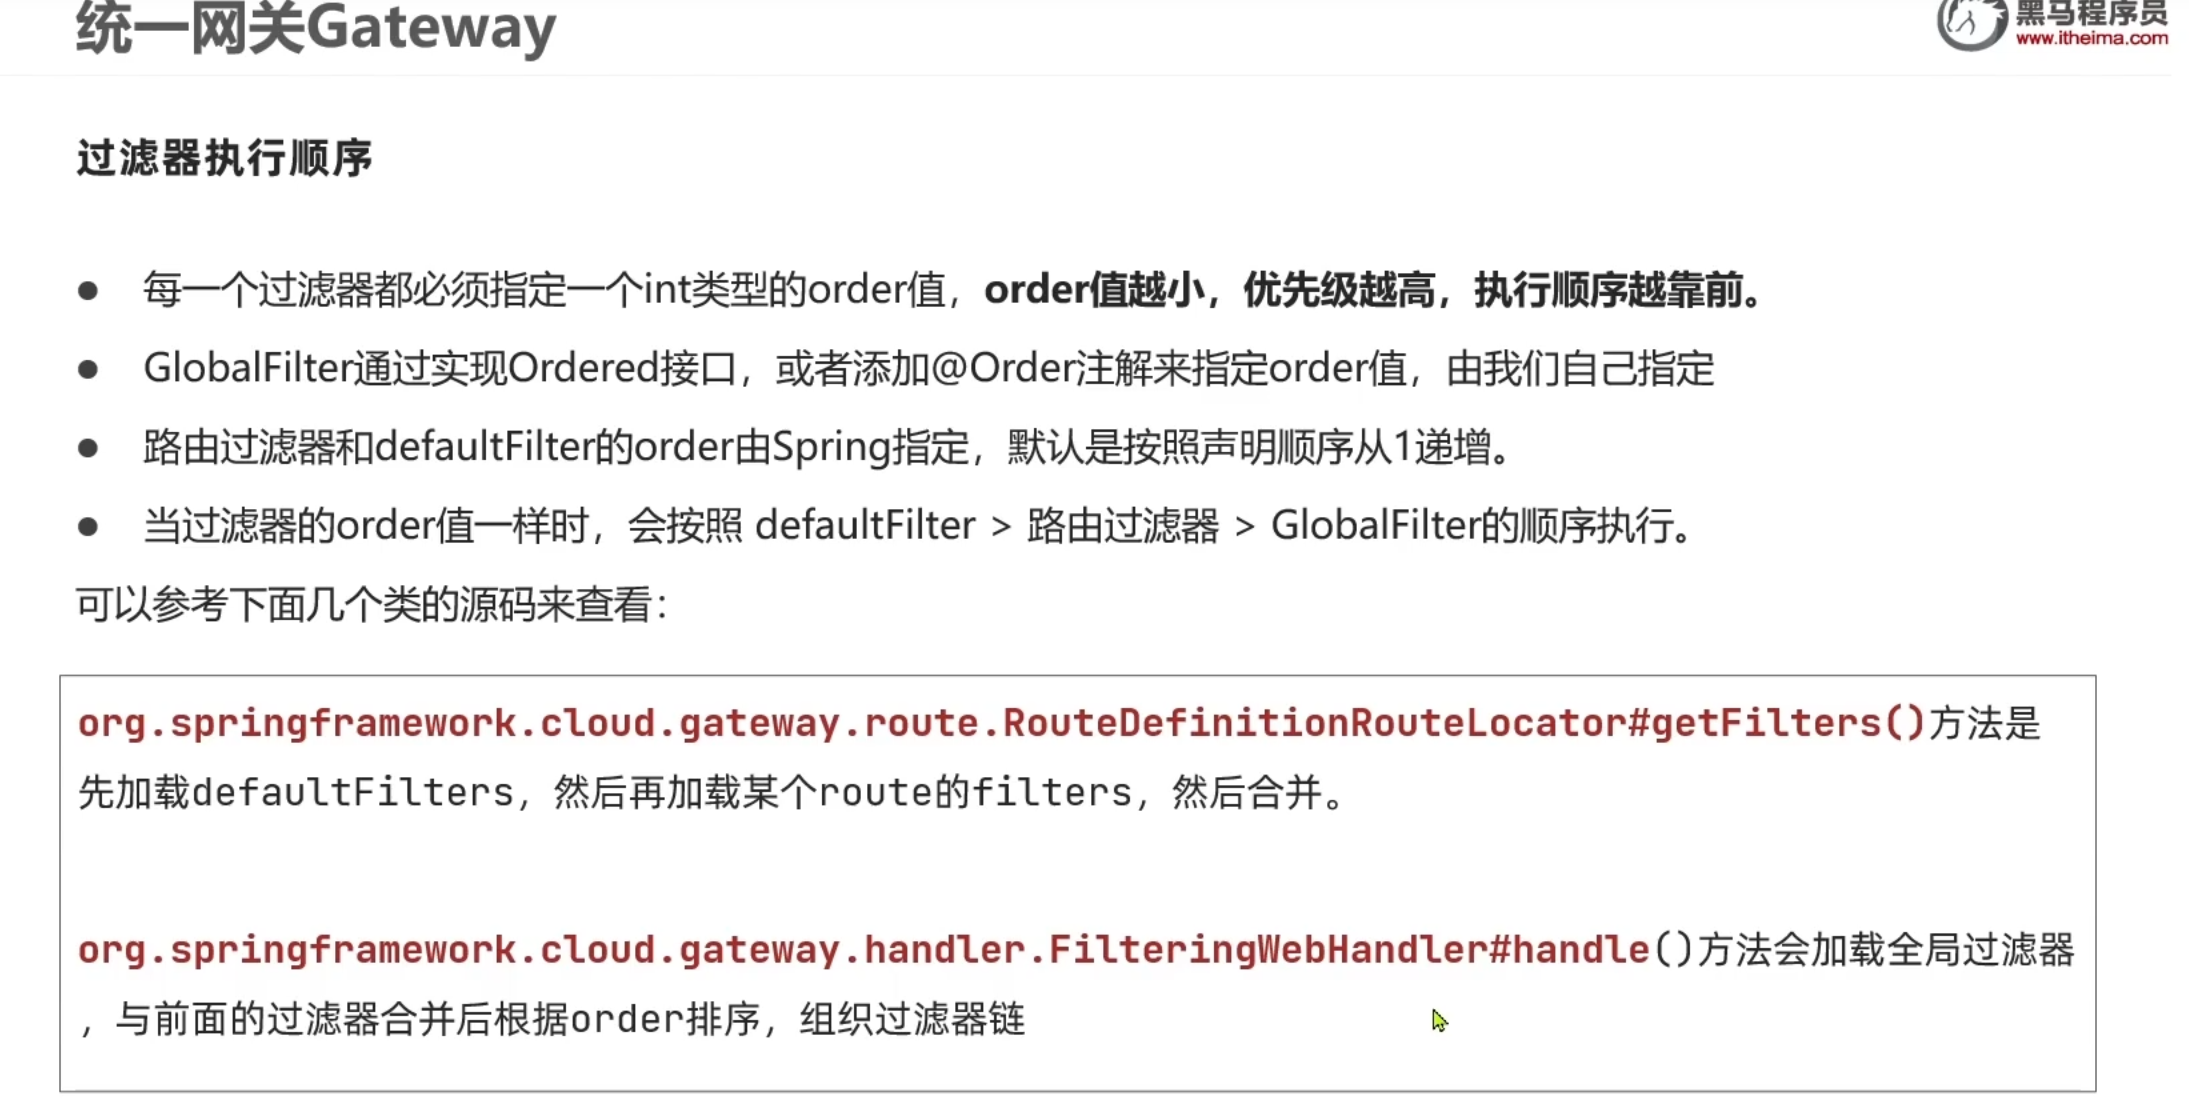 统一网关Gateway
黑马程序员
www.itheima.com
过滤器执行顺序
● 每一个过滤器都必须指定一个int类型的order值，order值越小，优先级越高，执行顺序越靠前。
● GlobalFilter通过实现Ordered接口，或者添加@Order注解来指定order值，由我们自己指定
● 路由过滤器和defaultFilter的order由Spring指定，默认是按照声明顺序从1递增。
● 当过滤器的order值一样时，会按照 defaultFilter > 路由过滤器 > GlobalFilter的顺序执行。
可以参考下面几个类的源码来查看：
org.springframework.cloud.gateway.route.RouteDefinitionRouteLocator#getFilters()方法是
先加载defaultFilters，然后再加载某个route的filters，然后合并。
org.springframework.cloud.gateway.handler.FilteringWebHandler#handle()方法会加载全局过滤器
，与前面的过滤器合并后根据order排序，组织过滤器链